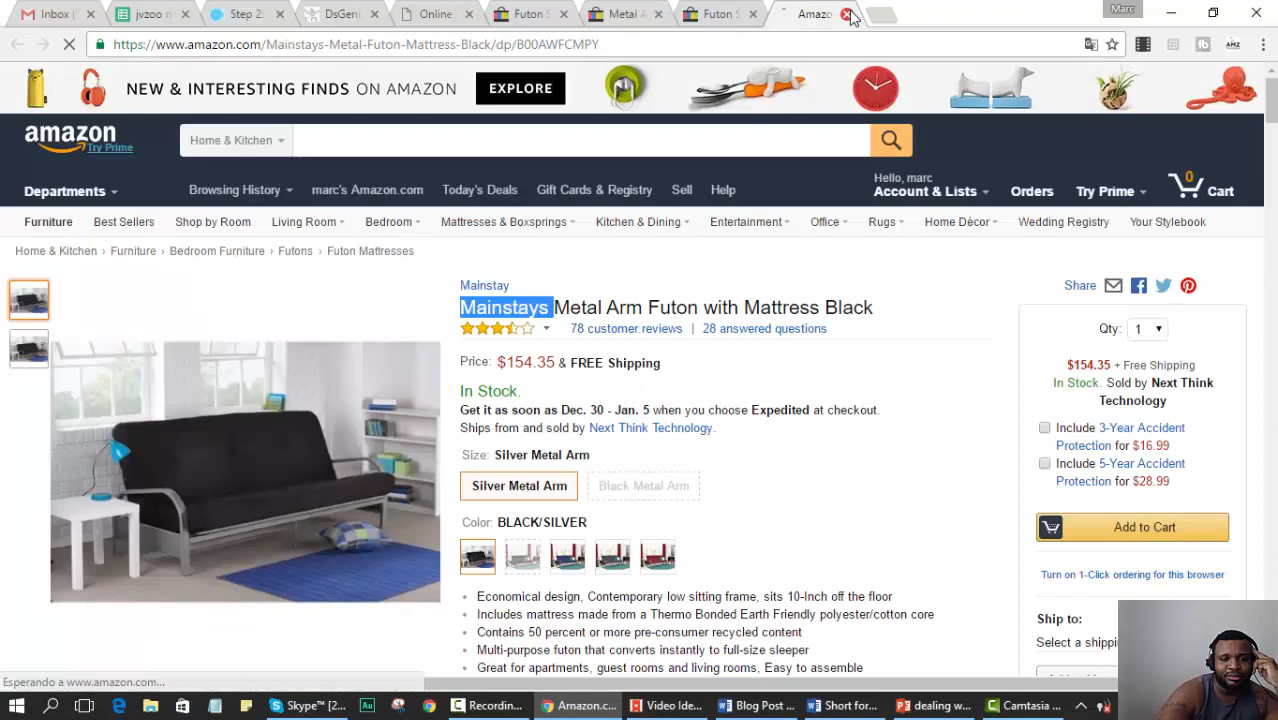 Inbox (
jvzoo n
Step 2:
DsGeni
Online
Futon S
Metal A
Futon S
Amazo
Marc
https://www.amazon.com/Mainstays-Metal-Futon-Mattress-Black/dp/B00AWFCMPY
NEW & INTERESTING FINDS ON AMAZON EXPLORE
amazon
Try Prime
Home & Kitchen
Departments
Browsing History
marc's Amazon.com
Today's Deals
Gift Cards & Registry
Sell
Help
Hello, marc
Account & Lists
Orders
Try Prime
0
Cart
Furniture
Best Sellers
Shop by Room
Living Room
Bedroom
Mattresses & Boxsprings
Kitchen & Dining
Entertainment
Office
Rugs
Home Décor
Wedding Registry
Your Stylebook
Home & Kitchen › Furniture › Bedroom Furniture › Futons › Futon Mattresses
Mainstay
Mainstays Metal Arm Futon with Mattress Black
78 customer reviews | 28 answered questions
Price: $154.35 & FREE Shipping
In Stock.
Get it as soon as Dec. 30 - Jan. 5 when you choose Expedited at checkout.
Ships from and sold by Next Think Technology.
Size: Silver Metal Arm
Silver Metal Arm
Black Metal Arm
Color: BLACK/SILVER
• Economical design, Contemporary low sitting frame, sits 10-Inch off the floor
• Includes mattress made from a Thermo Bonded Earth Friendly polyester/cotton core
• Contains 50 percent or more pre-consumer recycled content
• Multi-purpose futon that converts instantly to full-size sleeper
• Great for apartments, guest rooms and living rooms, Easy to assemble
Share
Qty: 1
$154.35 + Free Shipping
In Stock. Sold by Next Think
Technology
Include 3-Year Accident
Protection for $16.99
Include 5-Year Accident
Protection for $28.99
Add to Cart
Turn on 1-Click ordering for this browser
Ship to:
Select a shippi
Esperando a www.amazon.com...
Skype™ [2...
Au
Recording...
Amazon.c...
Video Ide...
Blog Post ...
Short for...
dealing w...
Camtasia ...